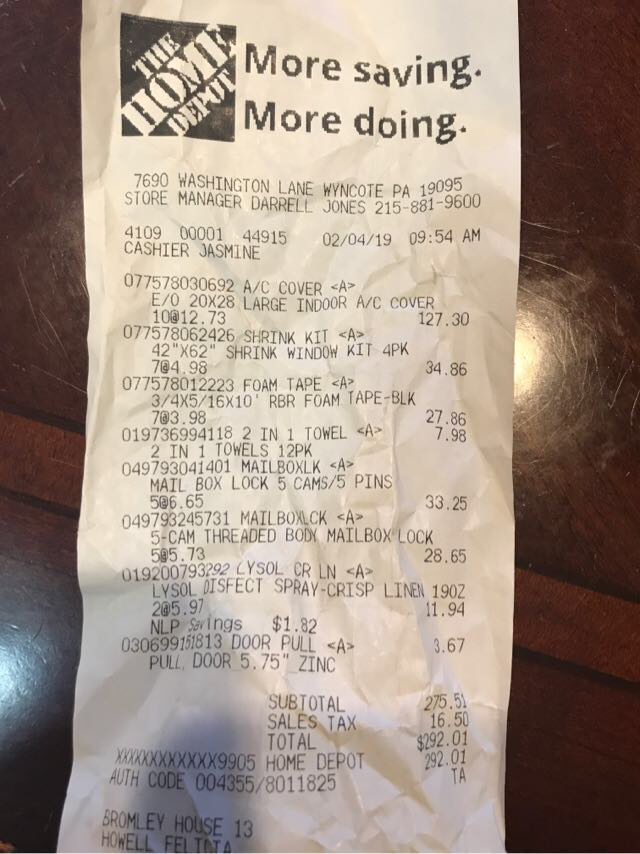 THE
HOME
DEPOT
More saving.
More doing.
7690 WASHINGTON LANE WYNCOTE PA 19095
STORE MANAGER DARRELL JONES 215-881-9600
4109 00001 44915 02/04/19 09:54 AM
CASHIER JASMINE
077578030692 A/C COVER <A>
E/O 20X28 LARGE INDOOR A/C COVER
10@12.73 127.30
077578062426 SHRINK KIT <A>
42"X62" SHRINK WINDOW KIT 4PK
7@4.98 34.86
077578012223 FOAM TAPE <A>
3/4X5/16X10' RBR FOAM TAPE-BLK
7@3.98 27.86
019736994118 2 IN 1 TOWEL <A> 7.98
2 IN 1 TOWELS 12PK
049793041401 MAILBOXLK <A>
MAIL BOX LOCK 5 CAMS/5 PINS
5@6.65 33.25
049793245731 MAILBOXLCK <A>
5-CAM THREADED BODY MAILBOX LOCK
5@5.73 28.65
019200793292 LYSOL CR LN <A>
LYSOL DISFECT SPRAY-CRISP LINEN 19OZ
2@5.97 11.94
NLP Savings $1.82
030699151813 DOOR PULL <A> 3.67
PULL, DOOR 5.75" ZINC
SUBTOTAL 275.51
SALES TAX 16.50
TOTAL $292.01
XXXXXXXXXXXX9905 HOME DEPOT 292.01
AUTH CODE 004355/8011825 TA
BROMLEY HOUSE 13
HOWELL FELICIA